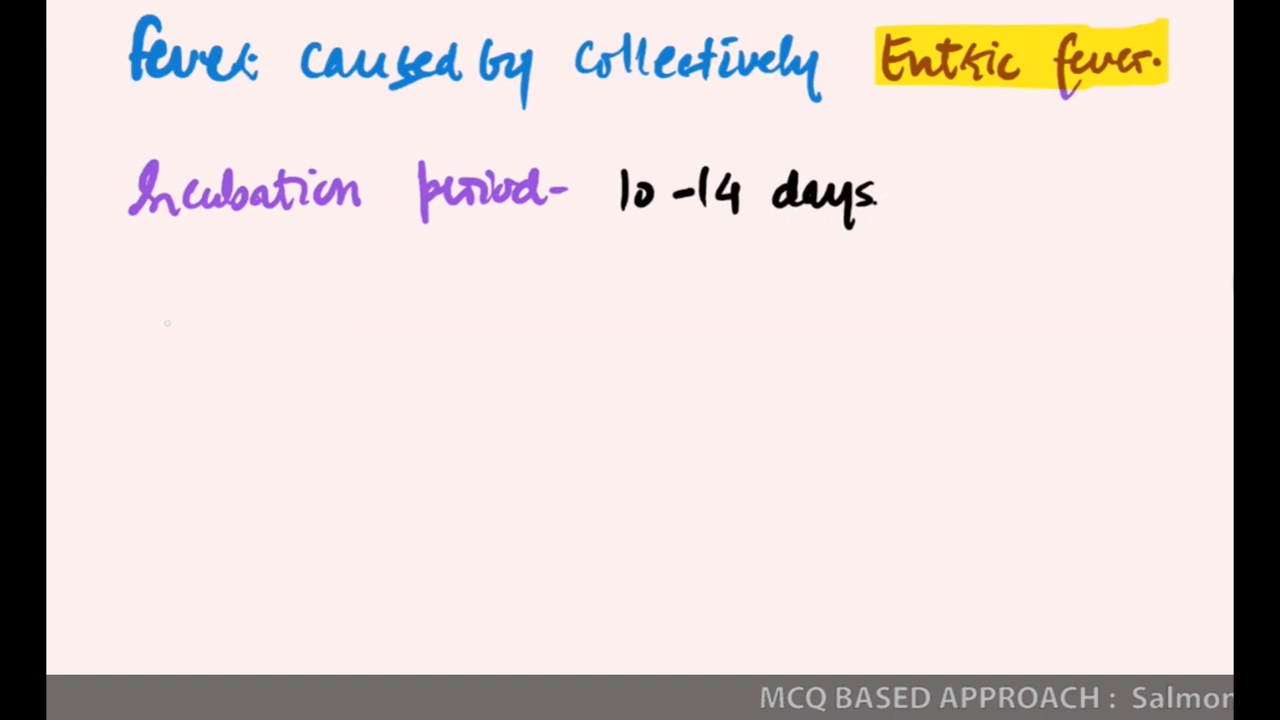 Fever caused by collectively Enteric fever.
Incubation period- 10-14 days.
MCQ BASED APPROACH : Salmon